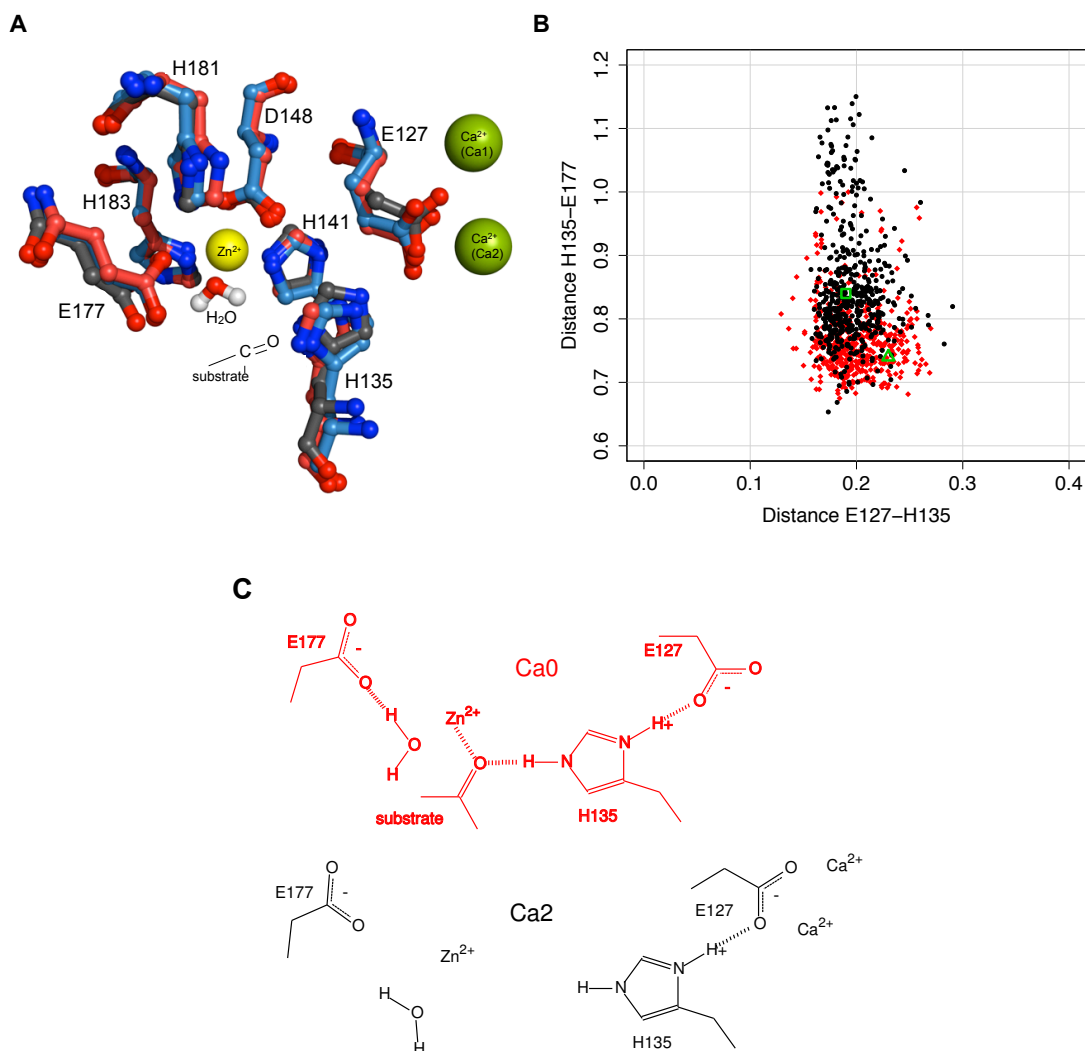 A
H181
D148
E127
Ca²⁺
(Ca1)
H183
H141
Zn²⁺
Ca²⁺
(Ca2)
E177
H₂O
C
O
substrate
H135
B
Distance H135–E177
1.2
1.1
1.0
0.9
0.8
0.7
0.6
0.0
0.1
0.2
0.3
0.4
Distance E127–H135
C
O
E177
-
O
Ca0
E127
O
-
O
H
H+
Zn²⁺
O
N
H
O
H
N
substrate
H135
O
E177
-
O
Ca2
O
Ca²⁺
E127
-
O
Ca²⁺
Zn²⁺
H+
N
H
H
N
O
H135
H